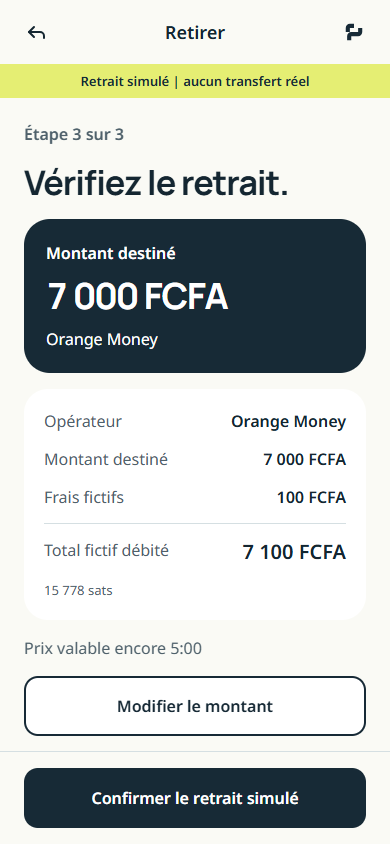 Retirer
Retrait simulé | aucun transfert réel
Étape 3 sur 3
Vérifiez le retrait.
Montant destiné
7 000 FCFA
Orange Money
Opérateur Orange Money
Montant destiné 7 000 FCFA
Frais fictifs 100 FCFA
Total fictif débité 7 100 FCFA
15 778 sats
Prix valable encore 5:00
Modifier le montant
Confirmer le retrait simulé